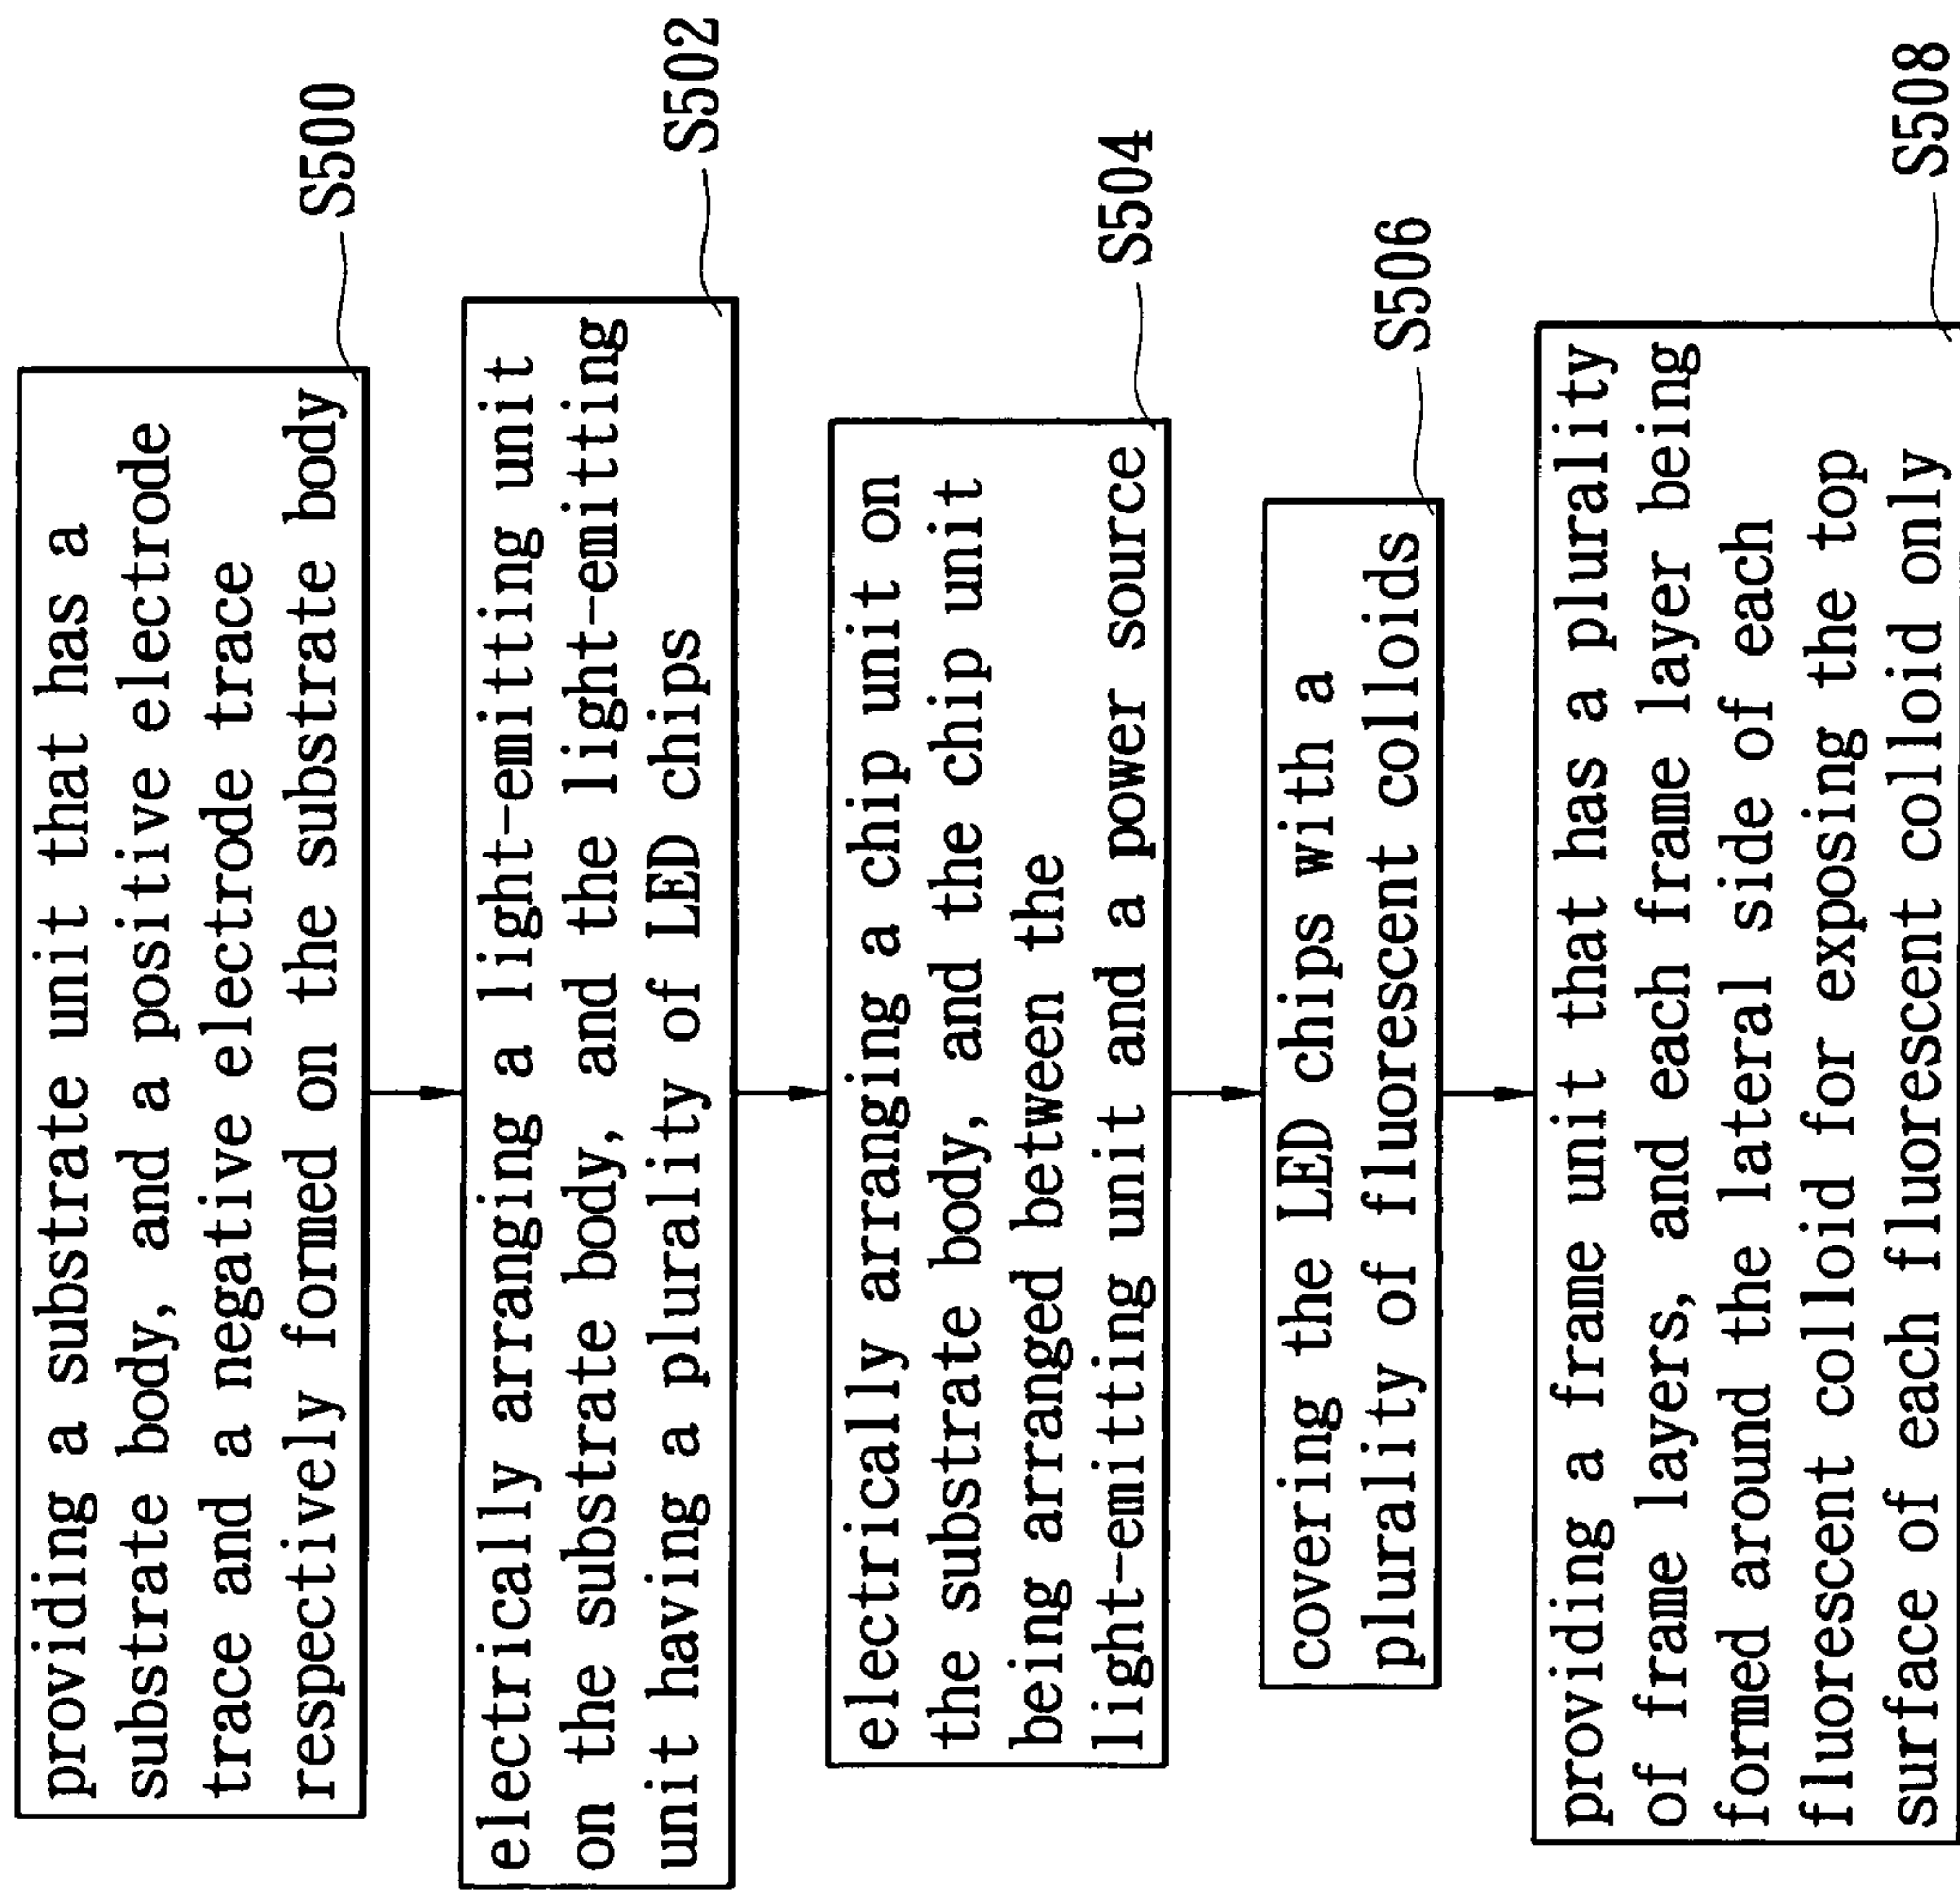 providing a substrate unit that has a
substrate body, and a positive electrode
trace and a negative electrode trace
respectively formed on the substrate body
S500
electrically arranging a light-emitting unit
on the substrate body, and the light-emitting
unit having a plurality of LED chips
S502
electrically arranging a chip unit on
the substrate body, and the chip unit
being arranged between the
light-emitting unit and a power source
S504
covering the LED chips with a
plurality of fluorescent colloids
S506
providing a frame unit that has a plurality
of frame layers, and each frame layer being
formed around the lateral side of each
fluorescent colloid for exposing the top
surface of each fluorescent colloid only
S508